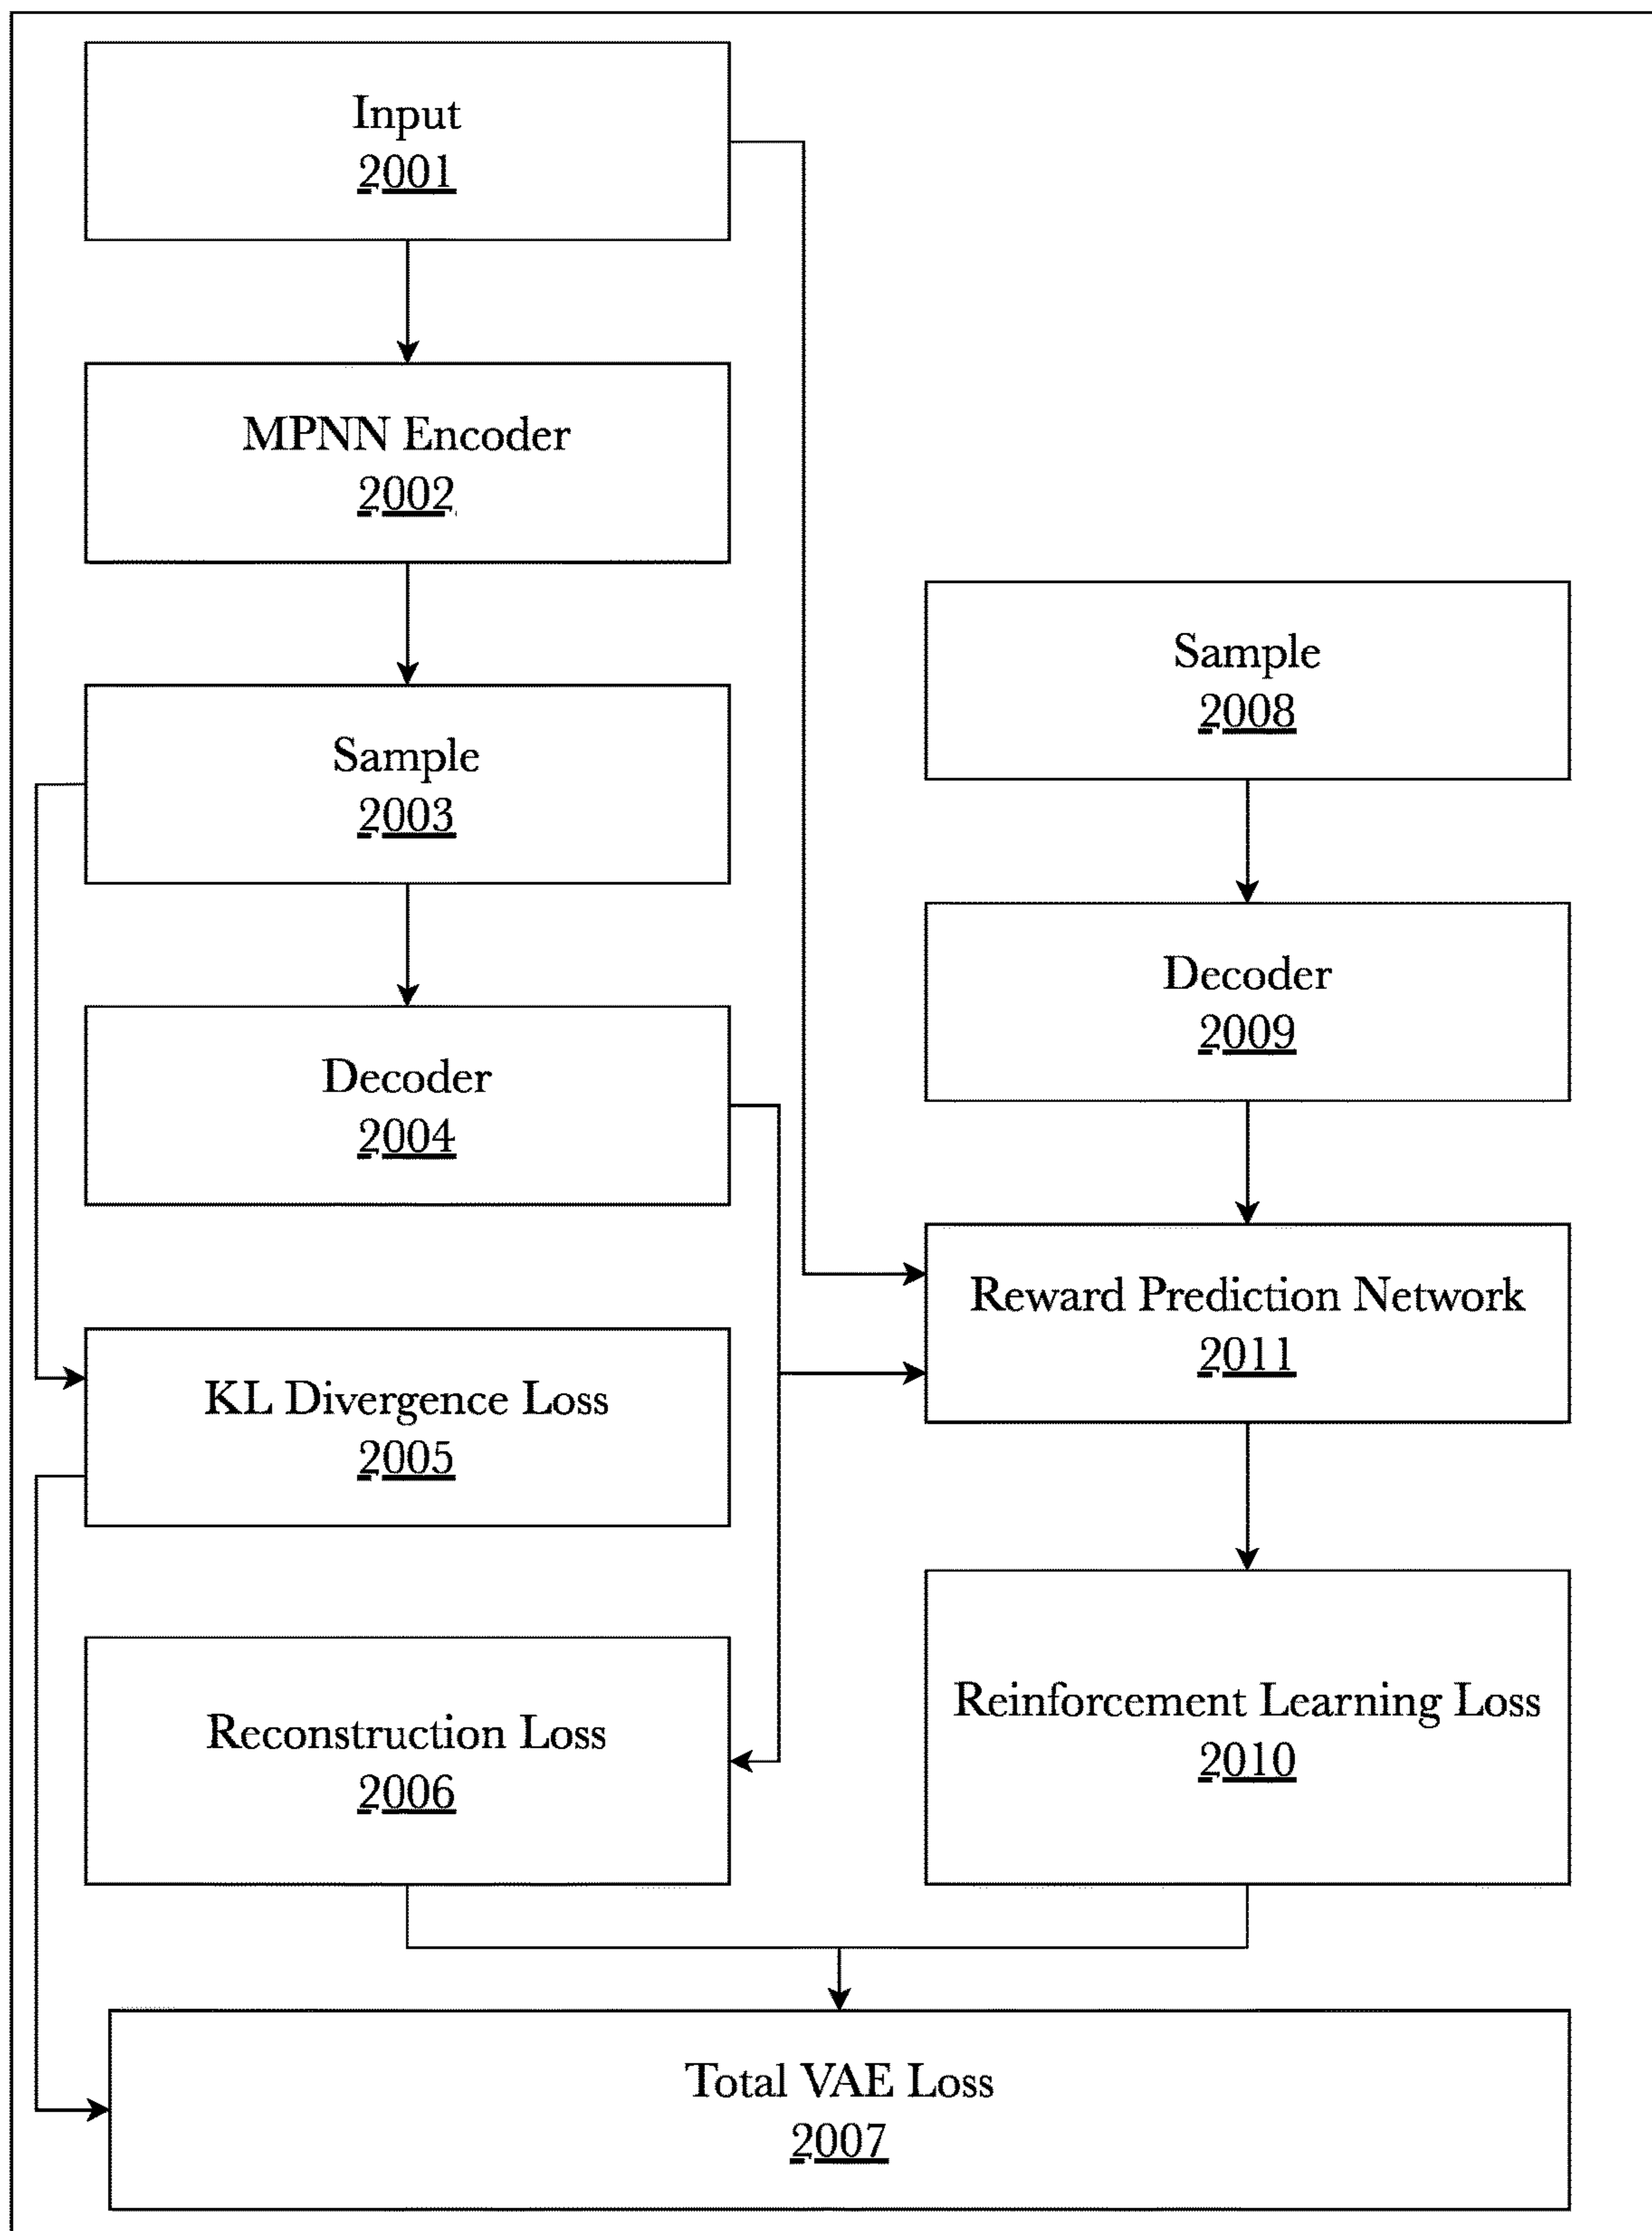 Input
2001
MPNN Encoder
2002
Sample
2003
Decoder
2004
KL Divergence Loss
2005
Reconstruction Loss
2006
Sample
2008
Decoder
2009
Reward Prediction Network
2011
Reinforcement Learning Loss
2010
Total VAE Loss
2007